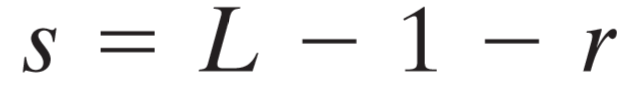 s = L − 1 − r